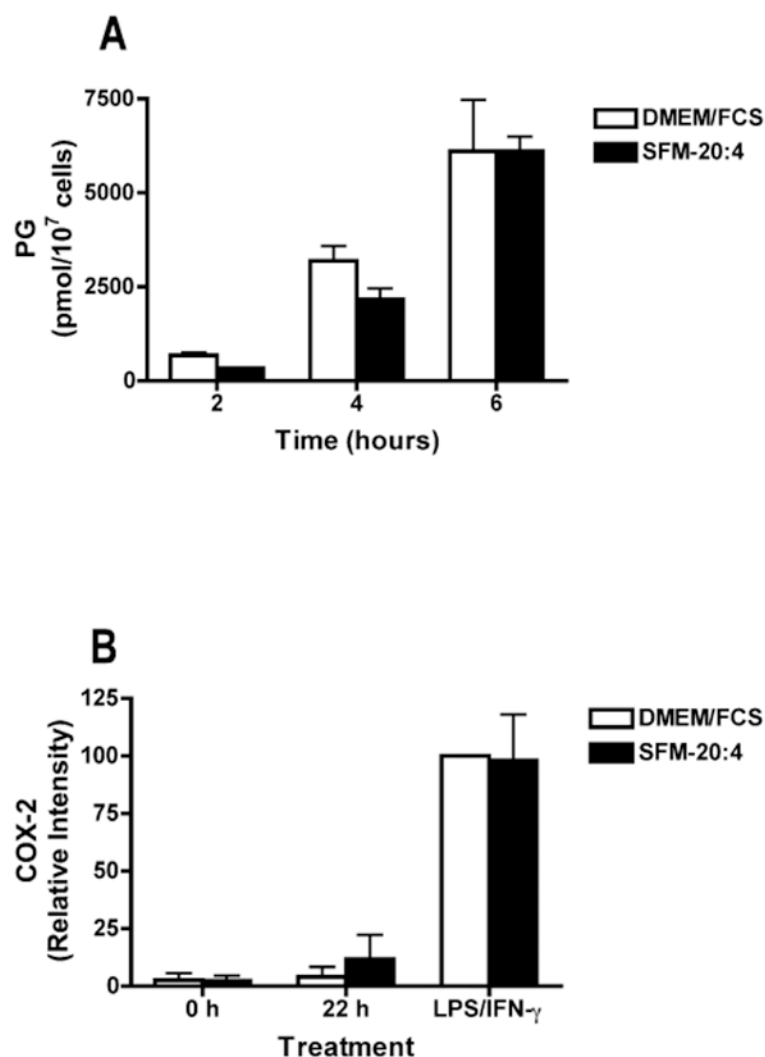 A
7500
5000
2500
0
PG
(pmol/10⁷ cells)
2 4 6
Time (hours)
DMEM/FCS
SFM-20:4
B
125
100
75
50
25
0
COX-2
(Relative Intensity)
0 h 22 h LPS/IFN-γ
Treatment
DMEM/FCS
SFM-20:4